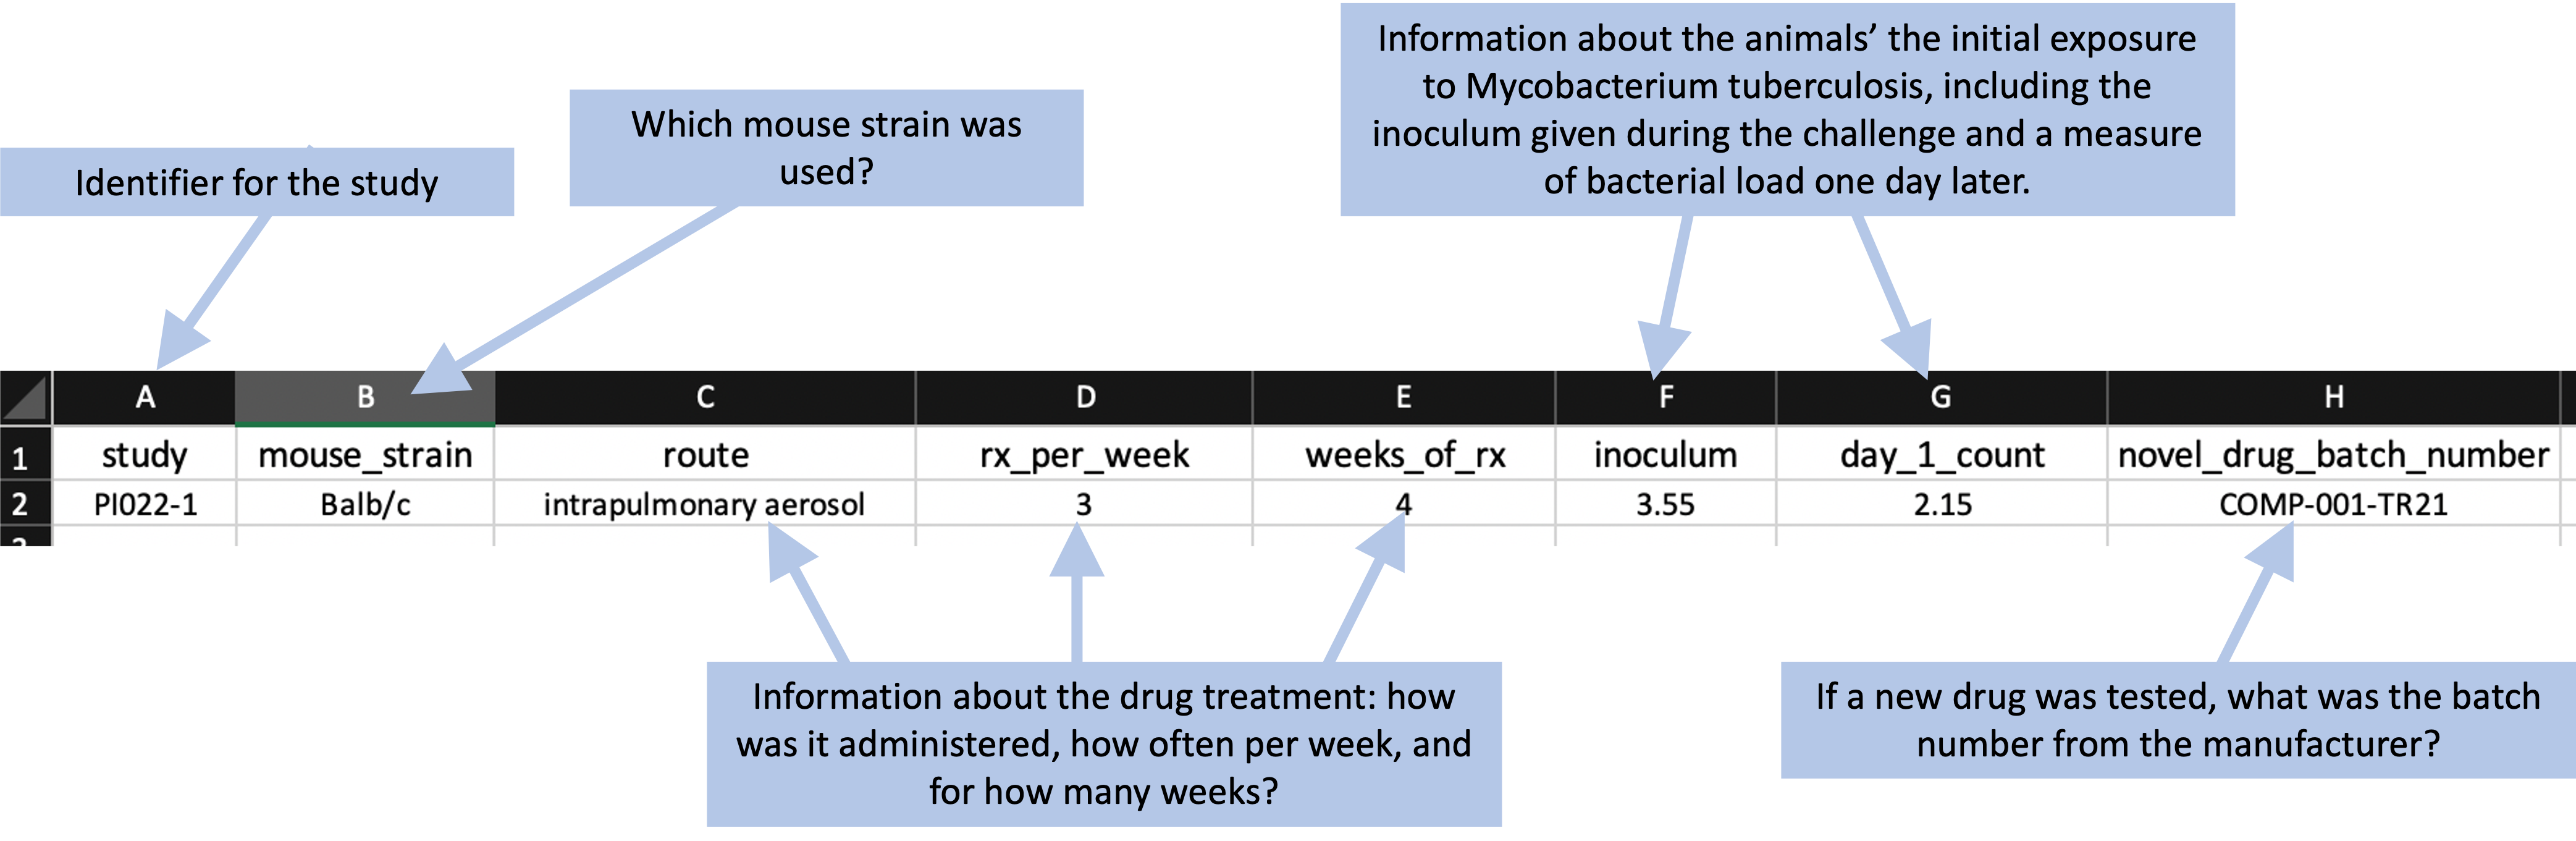 Information about the animals’ the initial exposure
to Mycobacterium tuberculosis, including the
inoculum given during the challenge and a measure
of bacterial load one day later.
Which mouse strain was
used?
Identifier for the study
A B C D E F G H
1 study mouse_strain route rx_per_week weeks_of_rx inoculum day_1_count novel_drug_batch_number
2 PI022-1 Balb/c intrapulmonary aerosol 3 4 3.55 2.15 COMP-001-TR21
Information about the drug treatment: how
was it administered, how often per week, and
for how many weeks?
If a new drug was tested, what was the batch
number from the manufacturer?